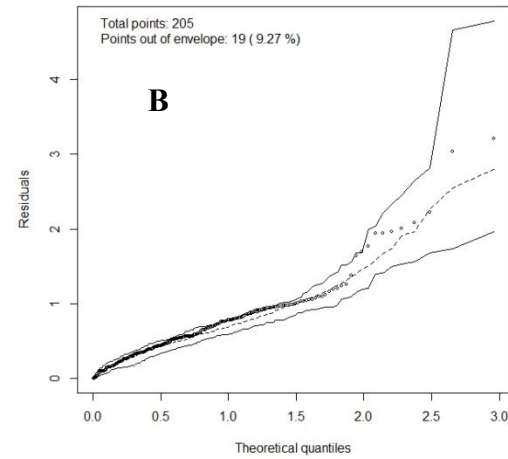 Total points: 205
Points out of envelope: 19 ( 9.27 %)
B
4
3
2
1
0
Residuals
0.0 0.5 1.0 1.5 2.0 2.5 3.0
Theoretical quantiles